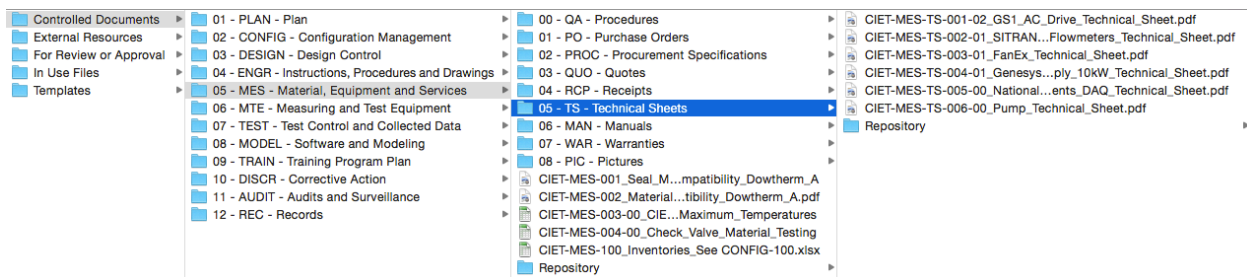 Controlled Documents
External Resources
For Review or Approval
In Use Files
Templates
01 - PLAN - Plan
02 - CONFIG - Configuration Management
03 - DESIGN - Design Control
04 - ENGR - Instructions, Procedures and Drawings
05 - MES - Material, Equipment and Services
06 - MTE - Measuring and Test Equipment
07 - TEST - Test Control and Collected Data
08 - MODEL - Software and Modeling
09 - TRAIN - Training Program Plan
10 - DISCR - Corrective Action
11 - AUDIT - Audits and Surveillance
12 - REC - Records
00 - QA - Procedures
01 - PO - Purchase Orders
02 - PROC - Procurement Specifications
03 - QUO - Quotes
04 - RCP - Receipts
05 - TS - Technical Sheets
06 - MAN - Manuals
07 - WAR - Warranties
08 - PIC - Pictures
CIET-MES-001_Seal_M...mpatibility_Dowtherm_A
CIET-MES-002_Material...tibility_Dowtherm_A.pdf
CIET-MES-003-00_CIE...Maximum_Temperatures
CIET-MES-004-00_Check_Valve_Material_Testing
CIET-MES-100_Inventories_See CONFIG-100.xlsx
Repository
CIET-MES-TS-001-02_GS1_AC_Drive_Technical_Sheet.pdf
CIET-MES-TS-002-01_SITRAN...Flowmeters_Technical_Sheet.pdf
CIET-MES-TS-003-01_FanEx_Technical_Sheet.pdf
CIET-MES-TS-004-01_Genesys...ply_10kW_Technical_Sheet.pdf
CIET-MES-TS-005-00_National...ents_DAQ_Technical_Sheet.pdf
CIET-MES-TS-006-00_Pump_Technical_Sheet.pdf
Repository